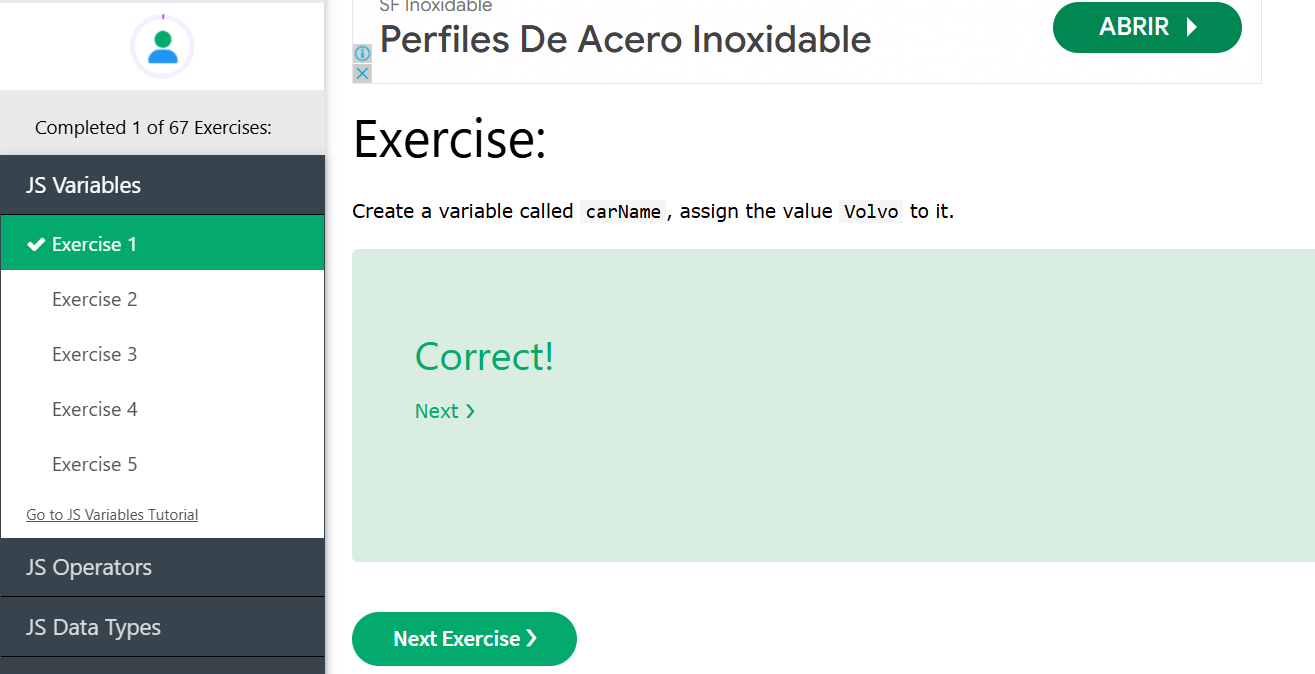 SF Inoxidable
Perfiles De Acero Inoxidable
ABRIR
Completed 1 of 67 Exercises:
JS Variables
Exercise 1
Exercise 2
Exercise 3
Exercise 4
Exercise 5
Go to JS Variables Tutorial
JS Operators
JS Data Types
Exercise:
Create a variable called carName, assign the value Volvo to it.
Correct!
Next ❯
Next Exercise ❯